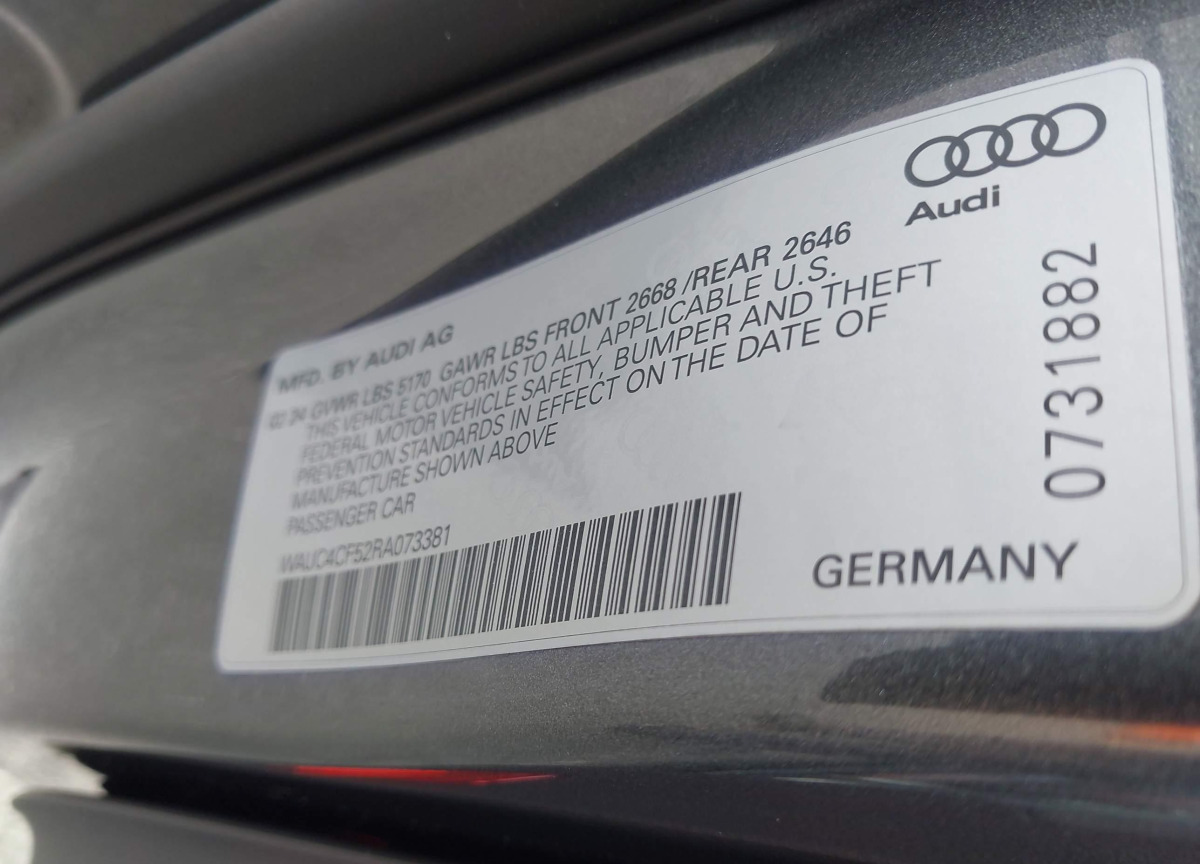 Audi
MFD. BY AUDI AG
02 24 GVWR LBS 5170 GAWR LBS FRONT 2668 /REAR 2646
THIS VEHICLE CONFORMS TO ALL APPLICABLE U.S.
FEDERAL MOTOR VEHICLE SAFETY, BUMPER AND THEFT
PREVENTION STANDARDS IN EFFECT ON THE DATE OF
MANUFACTURE SHOWN ABOVE
PASSENGER CAR
WAUC4CF52RA073381
GERMANY
0731882